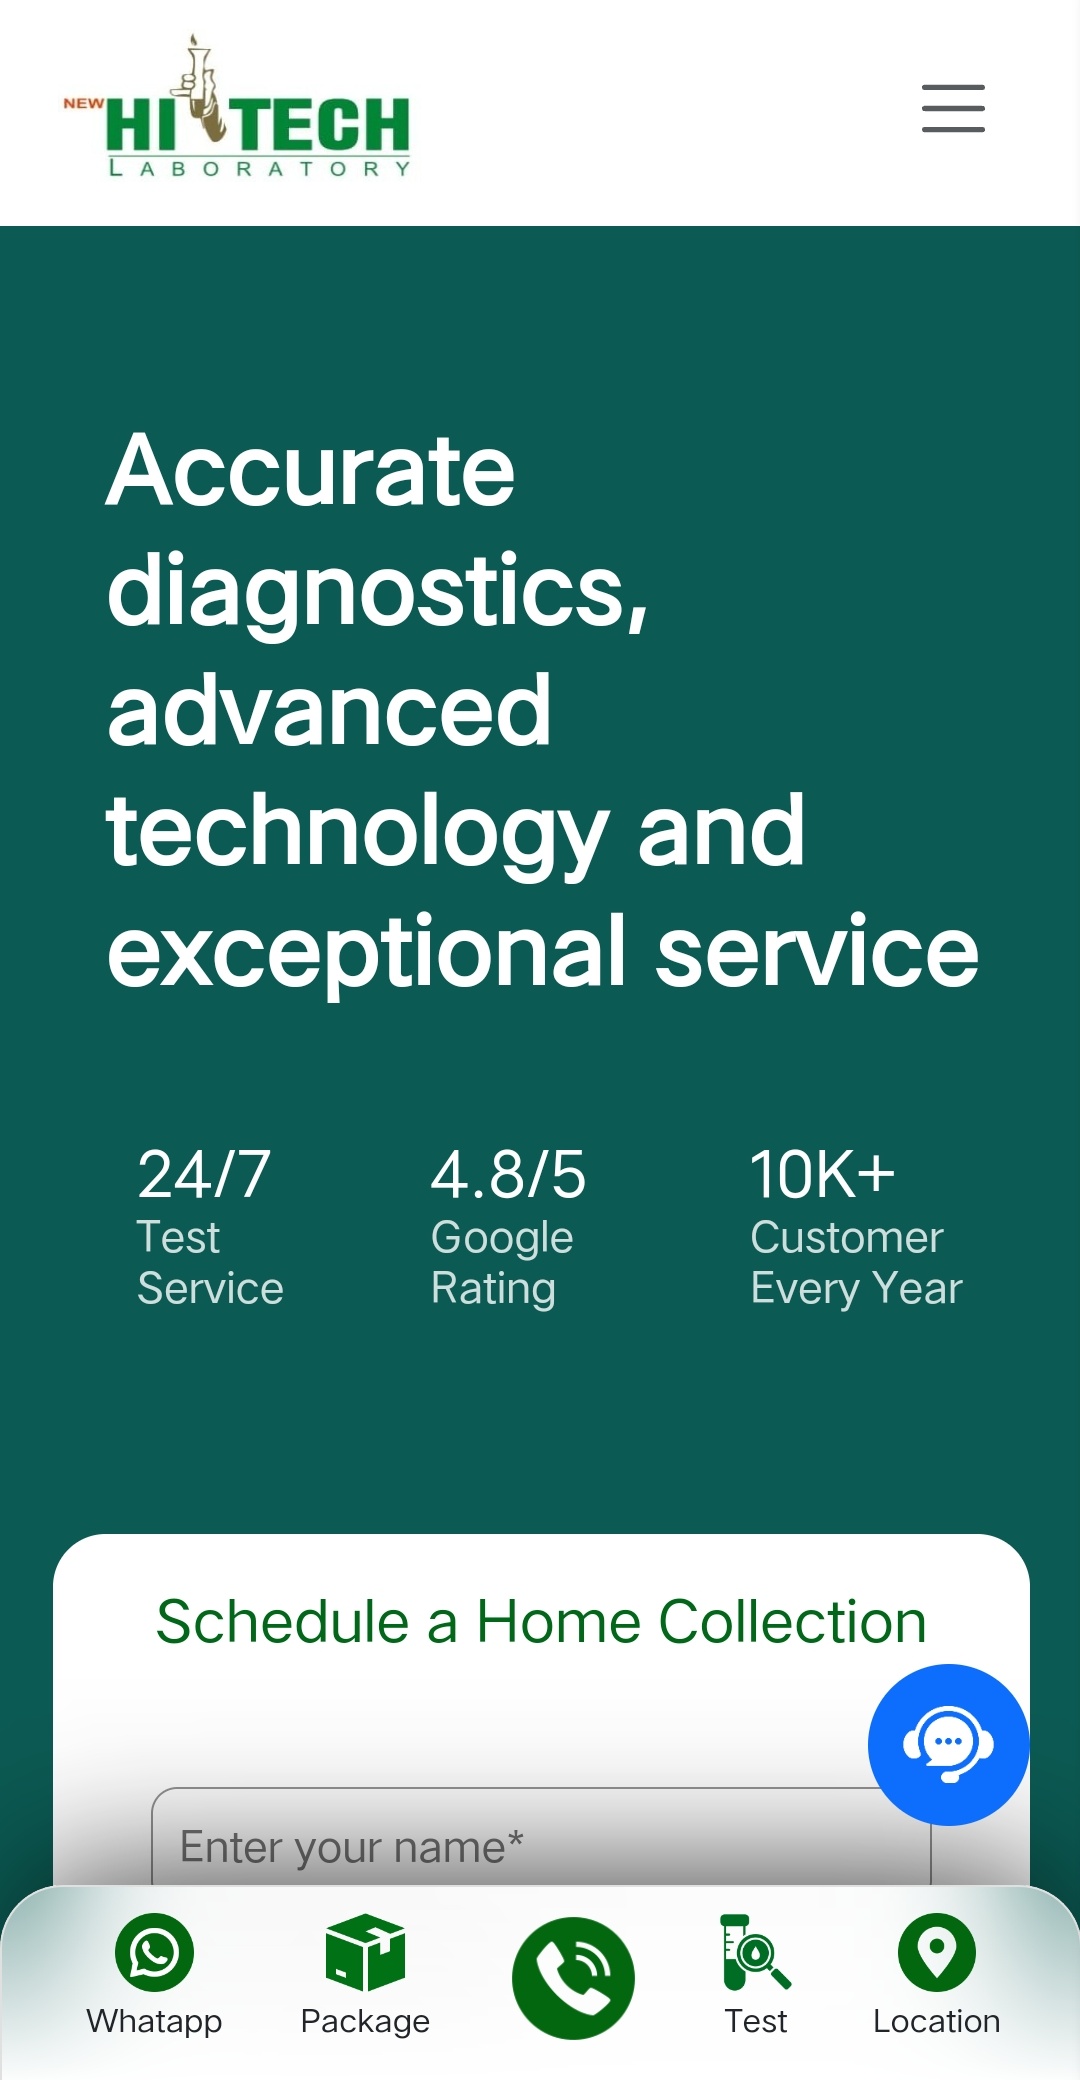 NEW HI TECH
LABORATORY
Accurate
diagnostics,
advanced
technology and
exceptional service
24/7 4.8/5 10K+
Test Google Customer
Service Rating Every Year
Schedule a Home Collection
Enter your name*
Whatapp Package Test Location